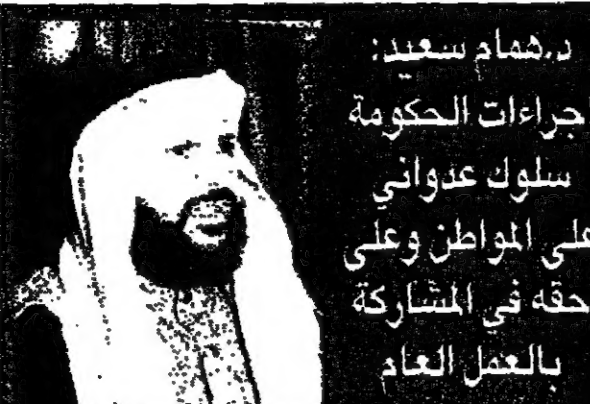 د.همام سعيد:
اجراءات الحكومة
سلوك عدواني
على المواطن وعلى
حقه في المشاركة
بالعمل العام